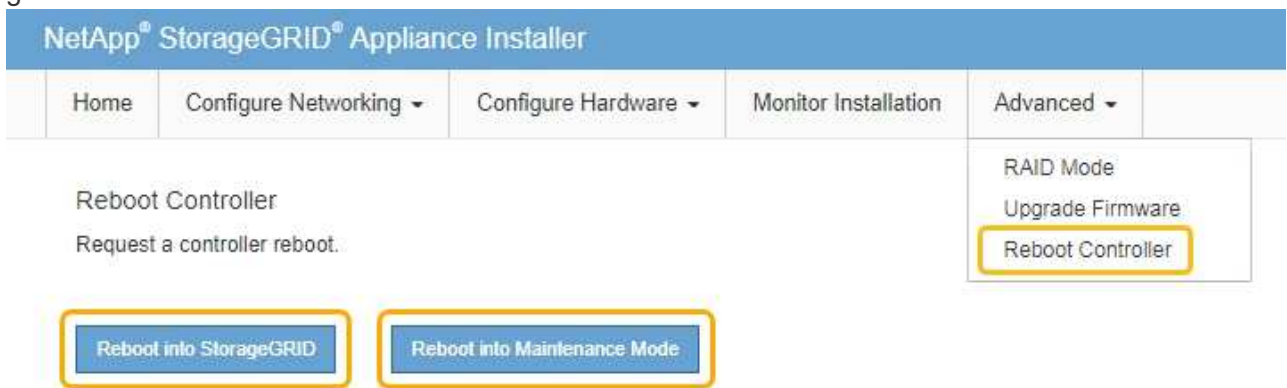 NetApp® StorageGRID® Appliance Installer
Home Configure Networking Configure Hardware Monitor Installation Advanced
RAID Mode
Upgrade Firmware
Reboot Controller
Reboot Controller
Request a controller reboot.
Reboot into StorageGRID Reboot into Maintenance Mode